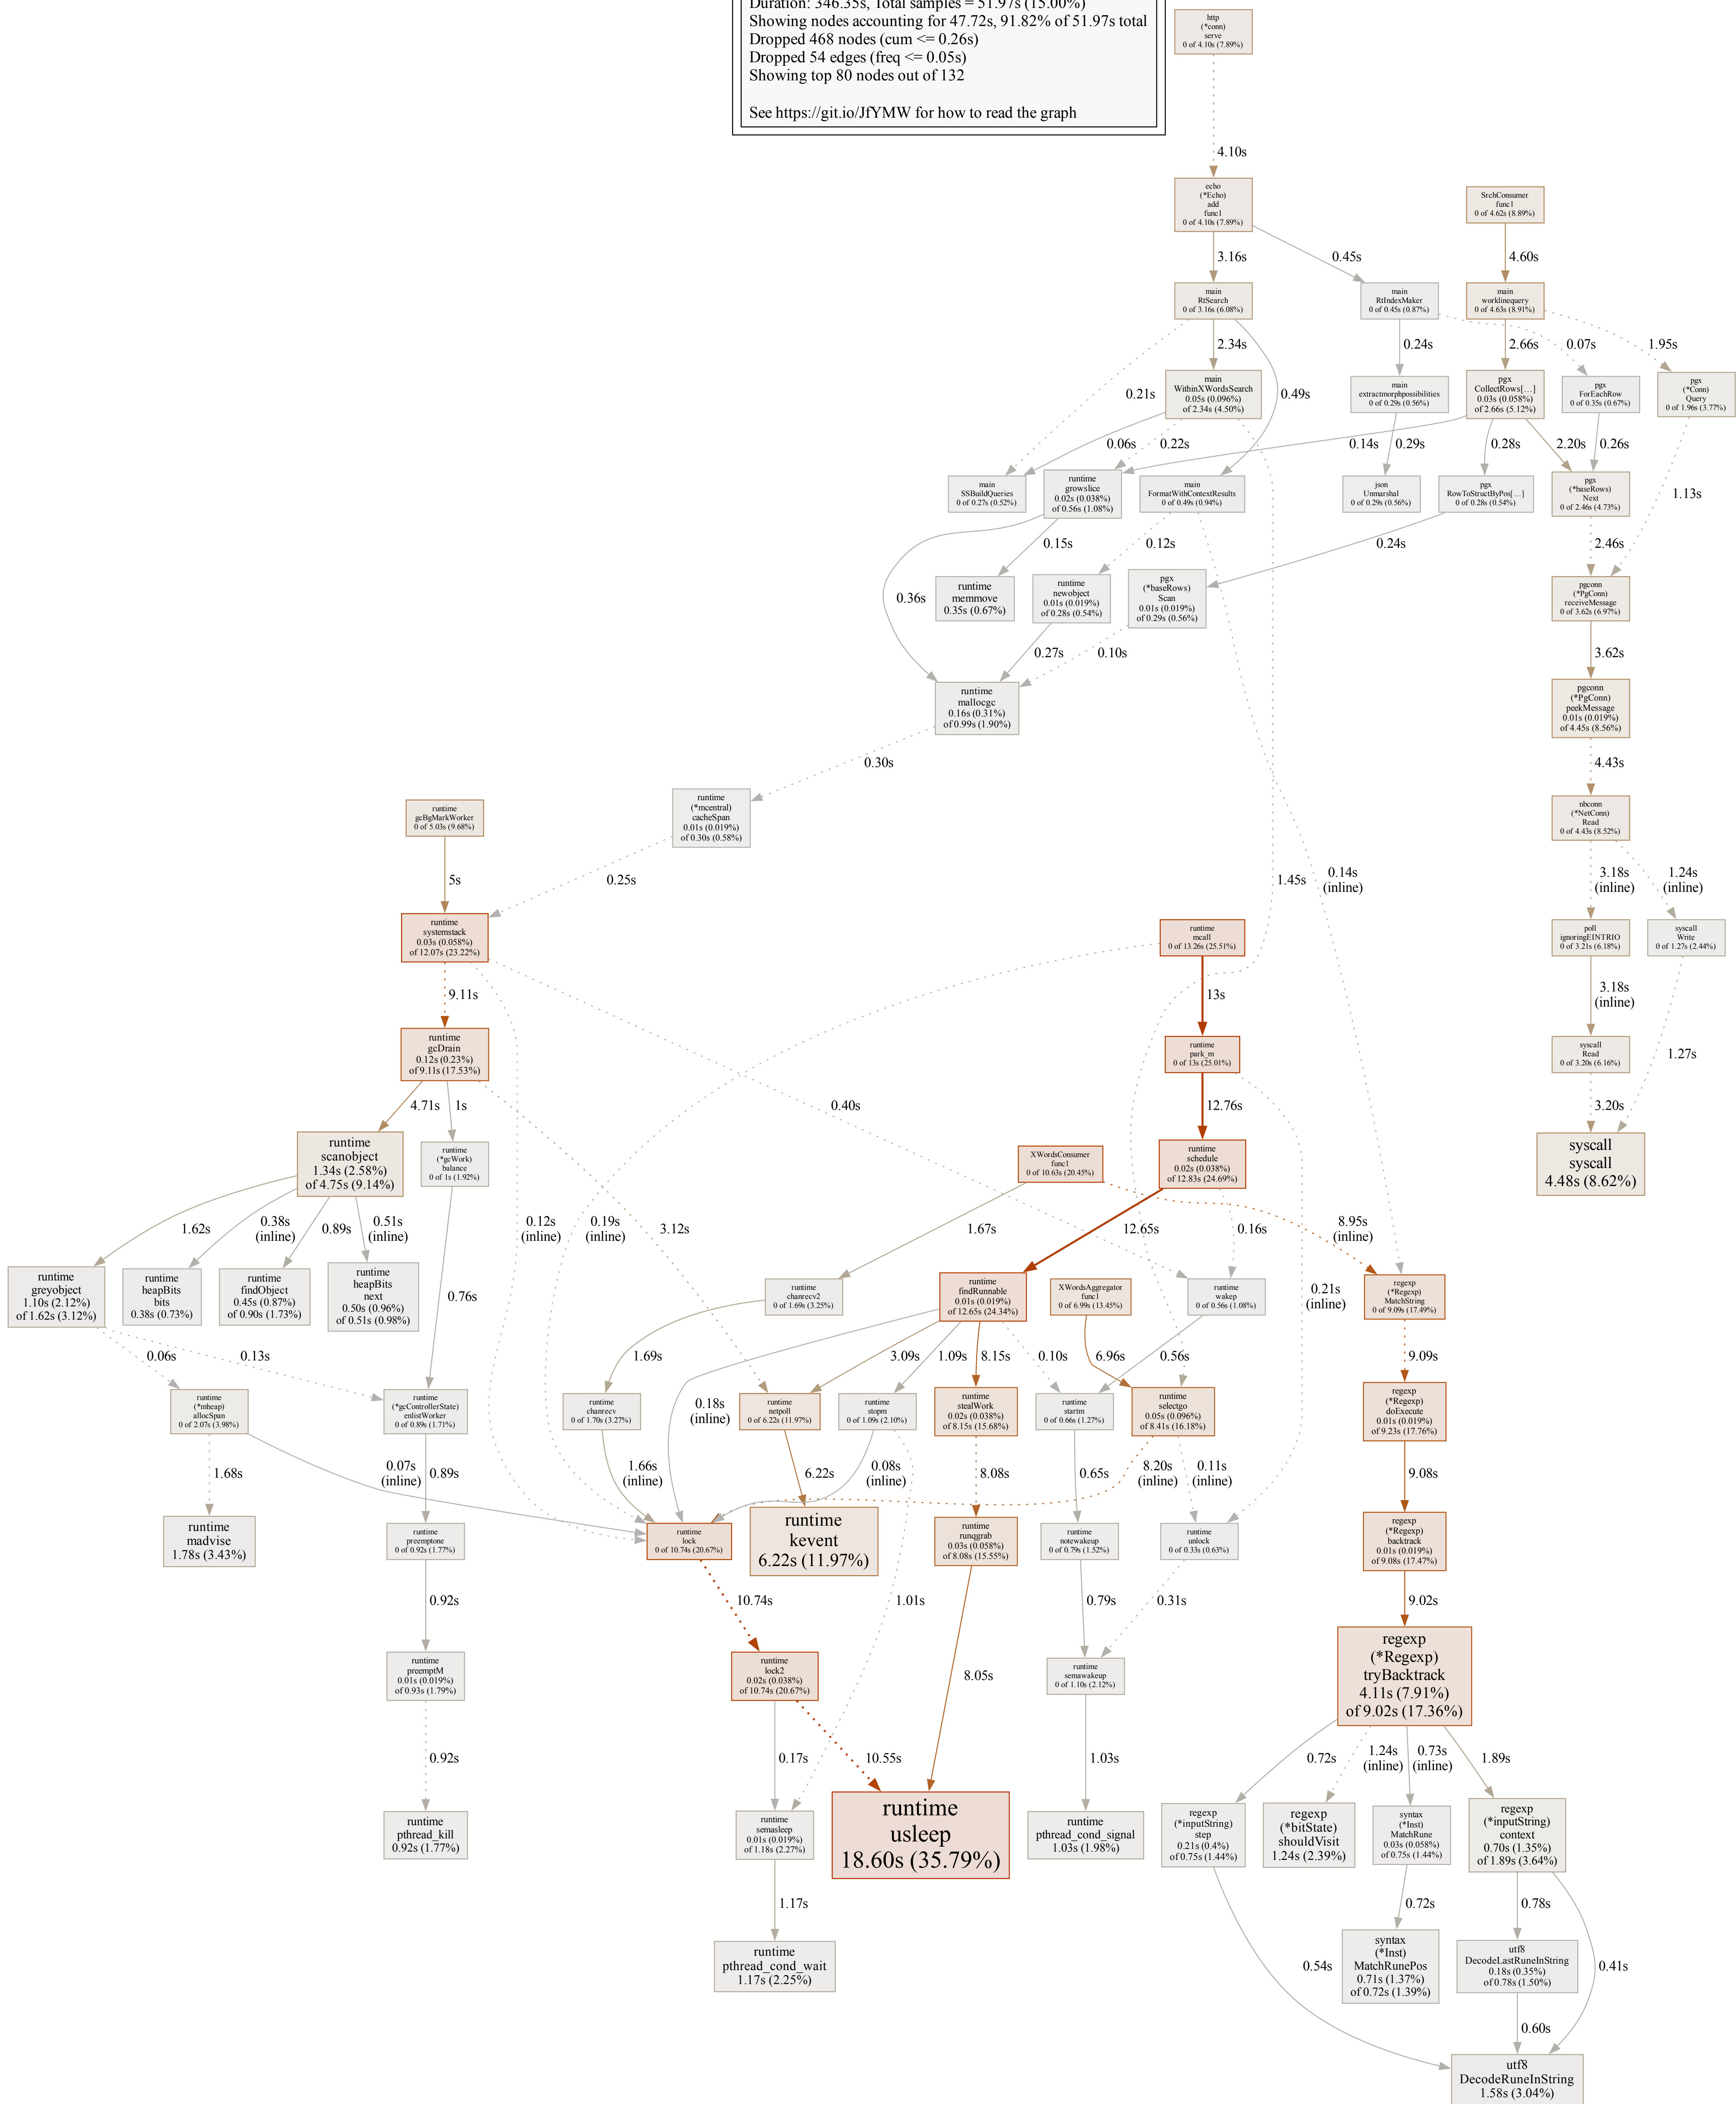 Duration: 346.35s, Total samples = 51.97s (15.00%)
Showing nodes accounting for 47.72s, 91.82% of 51.97s total
Dropped 468 nodes (cum <= 0.26s)
Dropped 54 edges (freq <= 0.05s)
Showing top 80 nodes out of 132
See https://git.io/JfYMW for how to read the graph
http
(*conn)
serve
0 of 4.10s (7.89%)
4.10s
echo
(*Echo)
add
func1
0 of 4.10s (7.89%)
SrchConsumer
func1
0 of 4.62s (8.89%)
3.16s
0.45s
4.60s
main
RtSearch
0 of 3.16s (6.08%)
main
RtIndexMaker
0 of 0.45s (0.87%)
main
worklinequery
0 of 4.63s (8.91%)
0.21s
2.34s
0.49s
0.24s
2.66s
0.07s
1.95s
main
WithinXWordsSearch
0.05s (0.096%)
of 2.34s (4.50%)
main
extractmorphpossibilities
0 of 0.29s (0.56%)
pgx
CollectRows[…]
0.03s (0.058%)
of 2.66s (5.12%)
pgx
ForEachRow
0 of 0.35s (0.67%)
pgx
(*Conn)
Query
0 of 1.96s (3.77%)
0.06s
0.22s
0.14s
0.29s
0.28s
2.20s
0.26s
1.13s
main
SSBuildQueries
0 of 0.27s (0.52%)
runtime
growslice
0.02s (0.038%)
of 0.56s (1.08%)
main
FormatWithContextResults
0 of 0.49s (0.94%)
json
Unmarshal
0 of 0.29s (0.56%)
pgx
RowToStructByPos[…]
0 of 0.28s (0.54%)
pgx
(*baseRows)
Next
0 of 2.46s (4.73%)
0.36s
0.15s
0.12s
0.24s
2.46s
runtime
memmove
0.35s (0.67%)
runtime
newobject
0.01s (0.019%)
of 0.28s (0.54%)
pgx
(*baseRows)
Scan
0.01s (0.019%)
of 0.29s (0.56%)
pgconn
(*PgConn)
receiveMessage
0 of 3.62s (6.97%)
0.27s
0.10s
3.62s
runtime
mallocgc
0.16s (0.31%)
of 0.99s (1.90%)
pgconn
(*PgConn)
peekMessage
0.01s (0.019%)
of 4.45s (8.56%)
0.30s
4.43s
runtime
gcBgMarkWorker
0 of 5.03s (9.68%)
runtime
(*mcentral)
cacheSpan
0.01s (0.019%)
of 0.30s (0.58%)
nbconn
(*NetConn)
Read
0 of 4.43s (8.52%)
5s
0.25s
1.45s
0.14s
(inline)
3.18s
(inline)
1.24s
(inline)
runtime
systemstack
0.03s (0.058%)
of 12.07s (23.22%)
runtime
mcall
0 of 13.26s (25.51%)
poll
ignoringEINTRIO
0 of 3.21s (6.18%)
syscall
Write
0 of 1.27s (2.44%)
9.11s
13s
3.18s
(inline)
1.27s
runtime
gcDrain
0.12s (0.23%)
of 9.11s (17.53%)
runtime
park_m
0 of 13s (25.01%)
syscall
Read
0 of 3.20s (6.16%)
4.71s
1s
0.40s
12.76s
3.20s
runtime
scanobject
1.34s (2.58%)
of 4.75s (9.14%)
runtime
(*gcWork)
balance
0 of 1s (1.92%)
XWordsConsumer
func1
0 of 10.63s (20.45%)
runtime
schedule
0.02s (0.038%)
of 12.83s (24.69%)
syscall
syscall
4.48s (8.62%)
1.62s
0.38s
(inline)
0.89s
0.51s
(inline)
0.12s
(inline)
0.19s
(inline)
3.12s
1.67s
12.65s
0.16s
8.95s
(inline)
runtime
greyobject
1.10s (2.12%)
of 1.62s (3.12%)
runtime
heapBits
bits
0.38s (0.73%)
runtime
findObject
0.45s (0.87%)
of 0.90s (1.73%)
runtime
heapBits
next
0.50s (0.96%)
of 0.51s (0.98%)
0.76s
runtime
chanrecv2
0 of 1.69s (3.25%)
runtime
findRunnable
0.01s (0.019%)
of 12.65s (24.34%)
XWordsAggregator
func1
0 of 6.99s (13.45%)
runtime
wakep
0 of 0.56s (1.08%)
0.21s
(inline)
regexp
(*Regexp)
MatchString
0 of 9.09s (17.49%)
0.06s
0.13s
1.69s
3.09s
1.09s
8.15s
0.10s
6.96s
0.56s
9.09s
runtime
(*mheap)
allocSpan
0 of 2.07s (3.98%)
runtime
(*gcControllerState)
enlistWorker
0 of 0.89s (1.71%)
runtime
chanrecv
0 of 1.70s (3.27%)
0.18s
(inline)
runtime
netpoll
0 of 6.22s (11.97%)
runtime
stopm
0 of 1.09s (2.10%)
runtime
stealWork
0.02s (0.038%)
of 8.15s (15.68%)
runtime
startm
0 of 0.66s (1.27%)
runtime
selectgo
0.05s (0.096%)
of 8.41s (16.18%)
regexp
(*Regexp)
doExecute
0.01s (0.019%)
of 9.23s (17.76%)
1.68s
0.07s
(inline)
0.89s
1.66s
(inline)
6.22s
0.08s
(inline)
8.08s
0.65s
8.20s
(inline)
0.11s
(inline)
9.08s
runtime
madvise
1.78s (3.43%)
runtime
preemptone
0 of 0.92s (1.77%)
runtime
lock
0 of 10.74s (20.67%)
runtime
kevent
6.22s (11.97%)
runtime
runqgrab
0.03s (0.058%)
of 8.08s (15.55%)
runtime
notewakeup
0 of 0.79s (1.52%)
runtime
unlock
0 of 0.33s (0.63%)
regexp
(*Regexp)
backtrack
0.01s (0.019%)
of 9.08s (17.47%)
0.92s
10.74s
1.01s
0.79s
0.31s
9.02s
runtime
preemptM
0.01s (0.019%)
of 0.93s (1.79%)
runtime
lock2
0.02s (0.038%)
of 10.74s (20.67%)
8.05s
runtime
semawakeup
0 of 1.10s (2.12%)
regexp
(*Regexp)
tryBacktrack
4.11s (7.91%)
of 9.02s (17.36%)
0.92s
0.17s
10.55s
1.03s
0.72s
1.24s
(inline)
0.73s
(inline)
1.89s
runtime
pthread_kill
0.92s (1.77%)
runtime
semasleep
0.01s (0.019%)
of 1.18s (2.27%)
runtime
usleep
18.60s (35.79%)
runtime
pthread_cond_signal
1.03s (1.98%)
regexp
(*inputString)
step
0.21s (0.4%)
of 0.75s (1.44%)
regexp
(*bitState)
shouldVisit
1.24s (2.39%)
syntax
(*Inst)
MatchRune
0.03s (0.058%)
of 0.75s (1.44%)
regexp
(*inputString)
context
0.70s (1.35%)
of 1.89s (3.64%)
1.17s
0.72s
0.78s
runtime
pthread_cond_wait
1.17s (2.25%)
0.54s
syntax
(*Inst)
MatchRunePos
0.71s (1.37%)
of 0.72s (1.39%)
utf8
DecodeLastRuneInString
0.18s (0.35%)
of 0.78s (1.50%)
0.41s
0.60s
utf8
DecodeRuneInString
1.58s (3.04%)